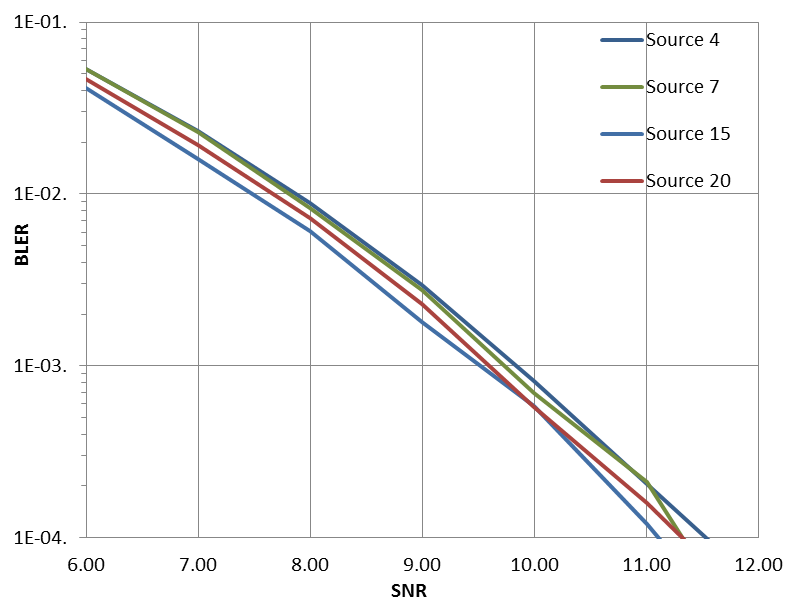 1E-01.
1E-02.
1E-03.
1E-04.
BLER
6.00 7.00 8.00 9.00 10.00 11.00 12.00
SNR
Source 4
Source 7
Source 15
Source 20